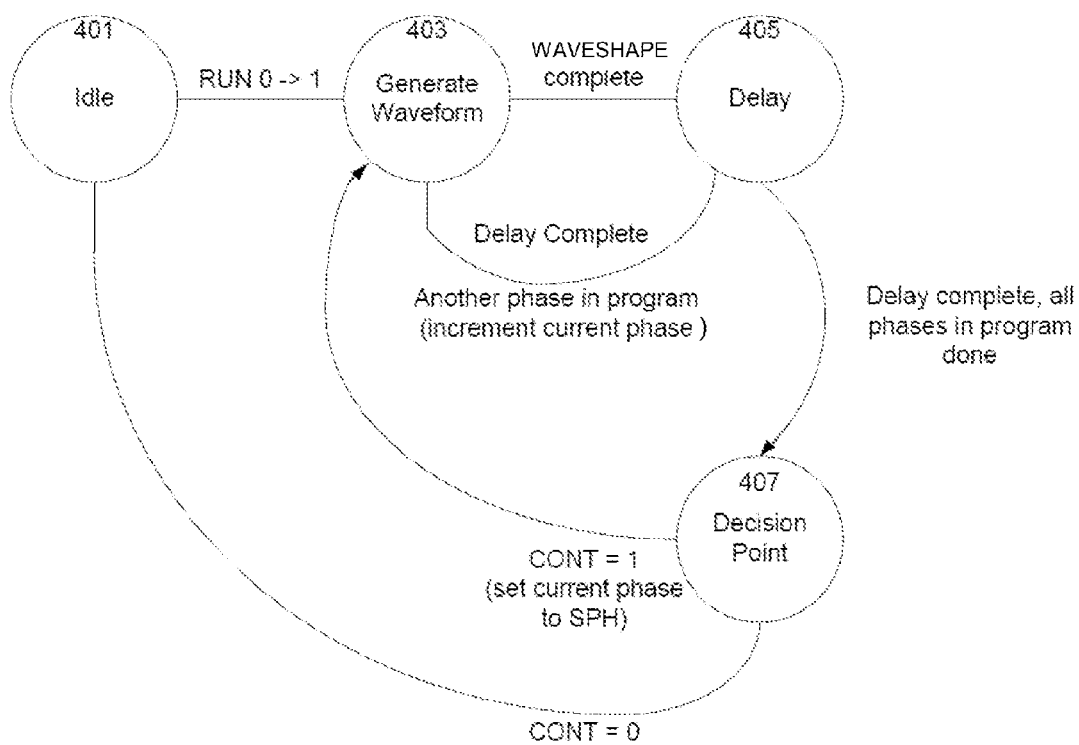 401
Idle
RUN 0 -> 1
403
Generate
Waveform
WAVESHAPE
complete
405
Delay
Delay Complete
Another phase in program
(increment current phase )
Delay complete, all
phases in program
done
407
Decision
Point
CONT = 1
(set current phase
to SPH)
CONT = 0